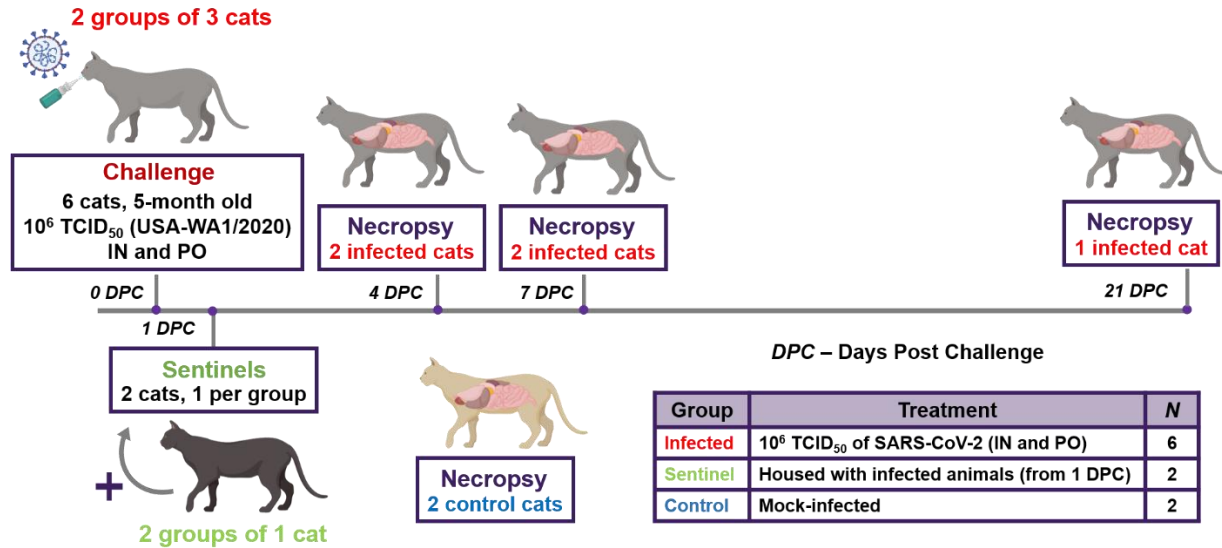 2 groups of 3 cats
Challenge
6 cats, 5-month old
10⁶ TCID₅₀ (USA-WA1/2020)
IN and PO
Necropsy
2 infected cats
Necropsy
2 infected cats
Necropsy
1 infected cat
0 DPC
4 DPC
7 DPC
21 DPC
1 DPC
Sentinels
2 cats, 1 per group
+
2 groups of 1 cat
Necropsy
2 control cats
DPC – Days Post Challenge
Group Treatment N
Infected 10⁶ TCID₅₀ of SARS-CoV-2 (IN and PO) 6
Sentinel Housed with infected animals (from 1 DPC) 2
Control Mock-infected 2